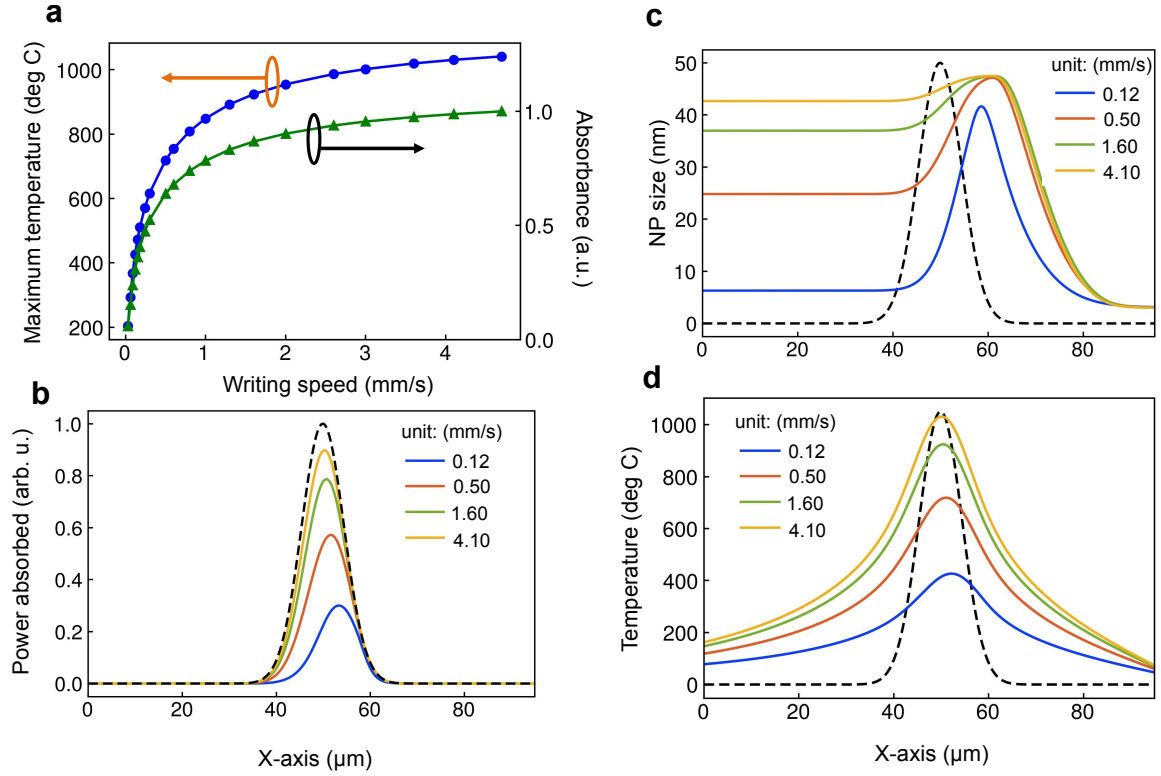 a
Maximum temperature (deg C)
1000
800
600
400
200
1.0
0.5
0.0
Absorbance (a.u.)
0 1 2 3 4
Writing speed (mm/s)
b
Power absorbed (arb. u.)
1.0
0.8
0.6
0.4
0.2
0.0
unit: (mm/s)
0.12
0.50
1.60
4.10
0 20 40 60 80
X-axis (μm)
c
NP size (nm)
50
40
30
20
10
0
unit: (mm/s)
0.12
0.50
1.60
4.10
0 20 40 60 80
d
Temperature (deg C)
1000
800
600
400
200
0
unit: (mm/s)
0.12
0.50
1.60
4.10
0 20 40 60 80
X-axis (μm)